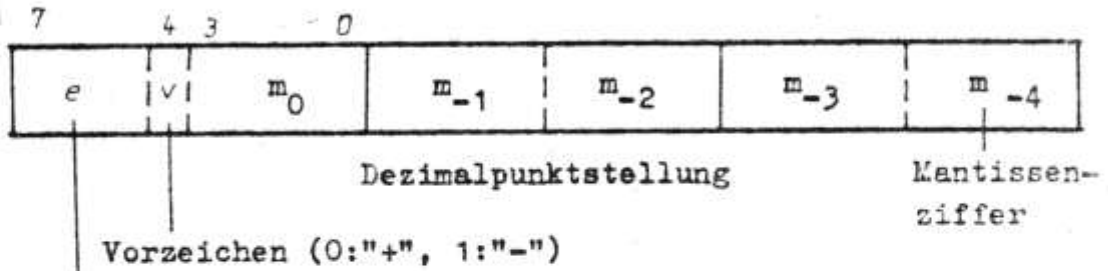 7 4 3 0
e v m0 m-1 m-2 m-3 m-4
Dezimalpunktstellung Mantissen-
ziffer
Vorzeichen (0:"+", 1:"-")